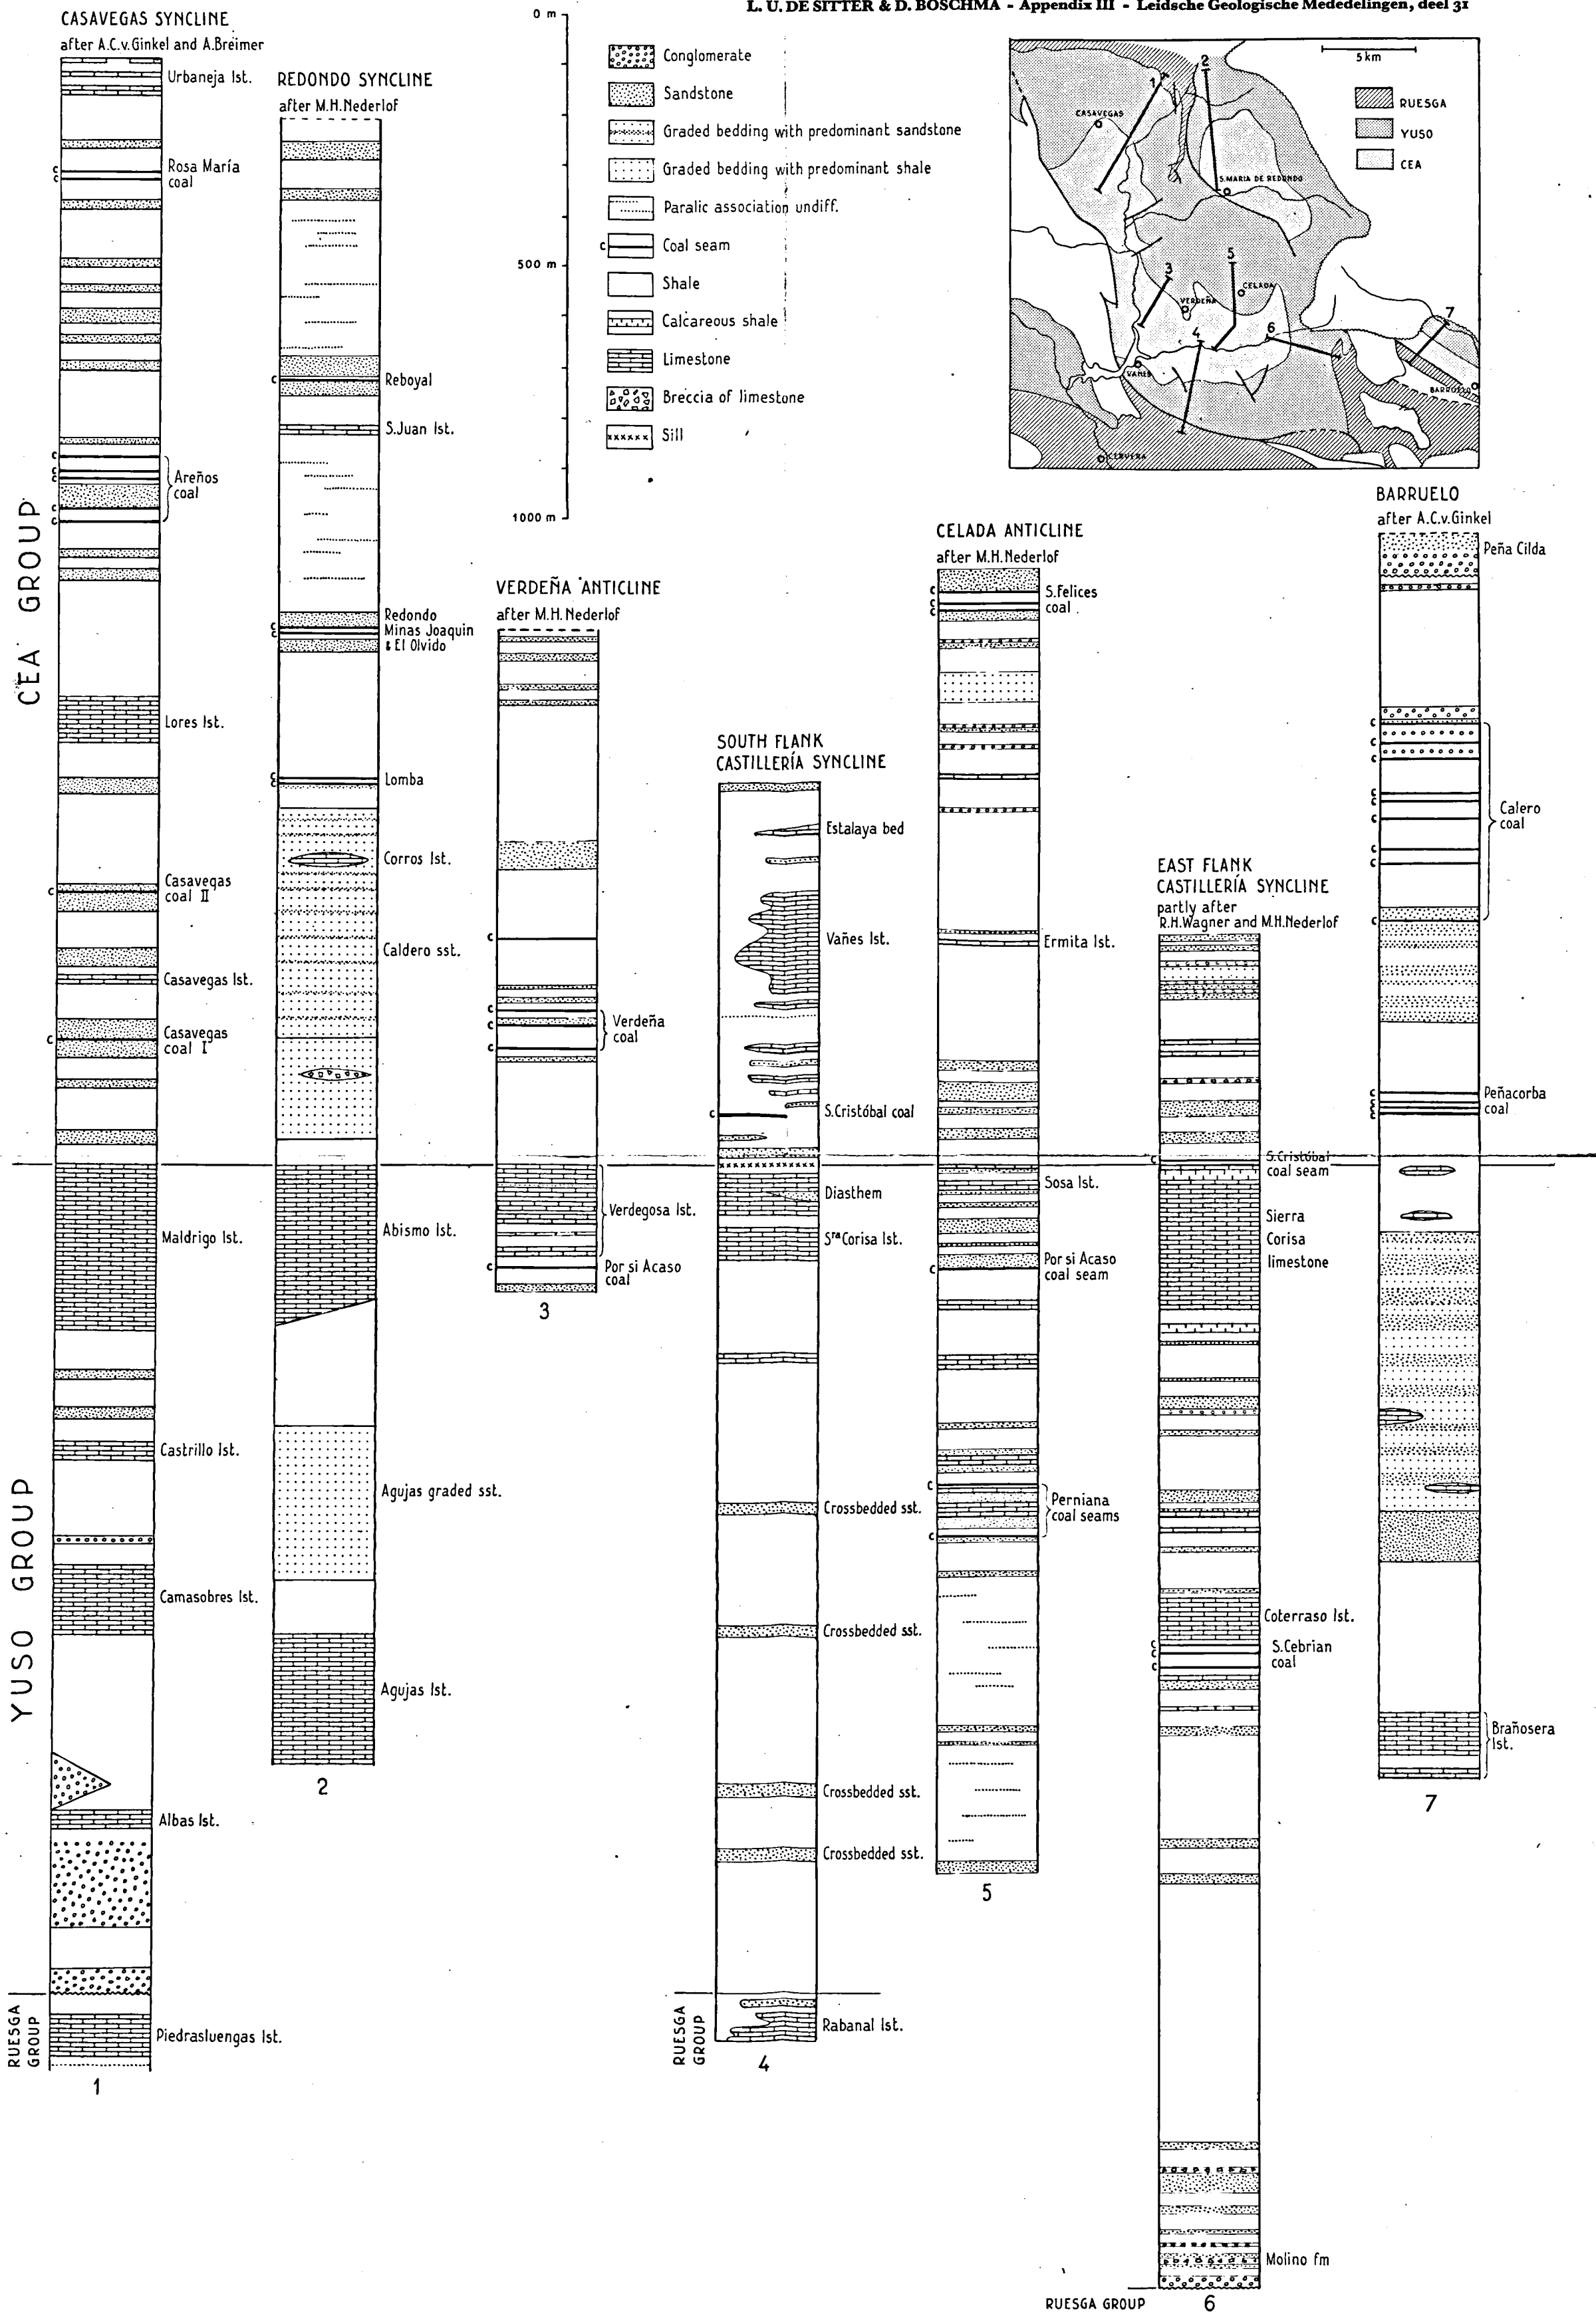 L. U. DE SITTER & D. BOSCHMA - Appendix III - Leidsche Geologische Mededelingen, deel 31
CASAVEGAS SYNCLINE
after A.C.v.Ginkel and A.Breimer
Urbaneja lst.
c
c
Rosa María
coal
c
c
c
c
c
Areños
coal
Lores lst.
c
Casavegas
coal II
Casavegas lst.
c
Casavegas
coal I
Maldrigo lst.
Castrillo lst.
Camasobres lst.
Albas lst.
Piedrasluengas lst.
1
CEA GROUP
YUSO GROUP
RUESGA
GROUP
REDONDO SYNCLINE
after M.H.Nederlof
c
Reboyal
S.Juan lst.
c
c
Redondo
Minas Joaquin
& El Olvido
c
c
Lomba
Corros lst.
Caldero sst.
Abismo lst.
Agujas graded sst.
Agujas lst.
2
0 m
500 m
1000 m
Conglomerate
Sandstone
Graded bedding with predominant sandstone
Graded bedding with predominant shale
Paralic association undiff.
c
Coal seam
Shale
Calcareous shale
Limestone
Breccia of limestone
Sill
5 km
RUESGA
YUSO
CEA
1
2
3
4
5
6
7
CASAVEGAS
S.MARIA DE REDONDO
VERDEÑA
CELADA
VAÑES
BARRUELO
CERVERA
VERDEÑA ANTICLINE
after M.H.Nederlof
c
c
c
c
Verdeña
coal
Verdegosa lst.
c
Por si Acaso
coal
3
SOUTH FLANK
CASTILLERÍA SYNCLINE
Estalaya bed
Vañes lst.
c
S.Cristóbal coal
Diasthem
Sra Corisa lst.
Crossbedded sst.
Crossbedded sst.
Crossbedded sst.
Crossbedded sst.
RUESGA
GROUP
Rabanal lst.
4
CELADA ANTICLINE
after M.H.Nederlof
c
c
c
S.Felices
coal
Ermita lst.
Sosa lst.
c
Por si Acaso
coal seam
c
c
Perniana
coal seams
5
EAST FLANK
CASTILLERÍA SYNCLINE
partly after
R.H.Wagner and M.H.Nederlof
c
S.Cristóbal
coal seam
Sierra
Corisa
limestone
Coterraso lst.
c
c
c
S.Cebrian
coal
Molino fm
RUESGA GROUP
6
BARRUELO
after A.C.v.Ginkel
Peña Cilda
c
c
c
c
c
c
c
c
c
Calero
coal
c
c
c
c
Peñacorba
coal
Brañosera
lst.
7